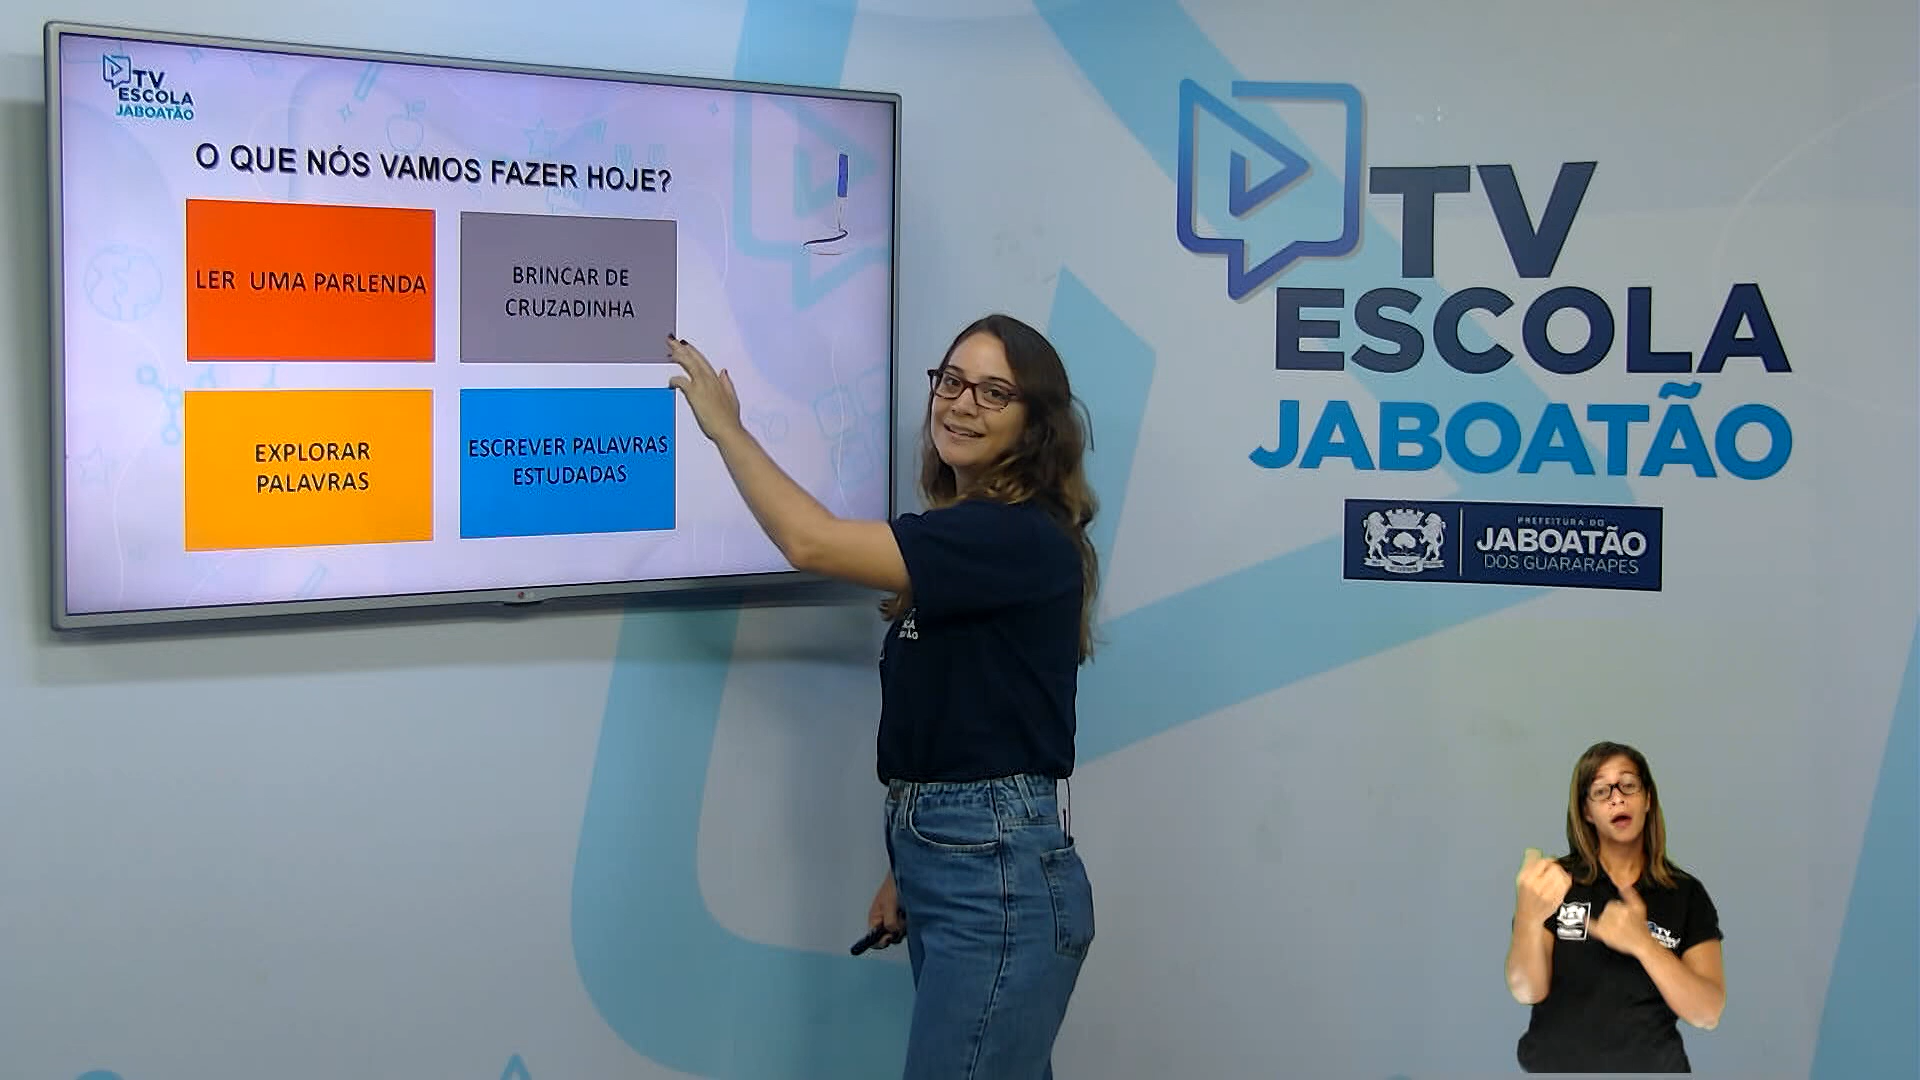 TV
ESCOLA
JABOATÃO
O QUE NÓS VAMOS FAZER HOJE?
LER UMA PARLENDA
BRINCAR DE
CRUZADINHA
EXPLORAR
PALAVRAS
ESCREVER PALAVRAS
ESTUDADAS
TV
ESCOLA
JABOATÃO
PREFEITURA DO
JABOATÃO
DOS GUARARAPES
TV